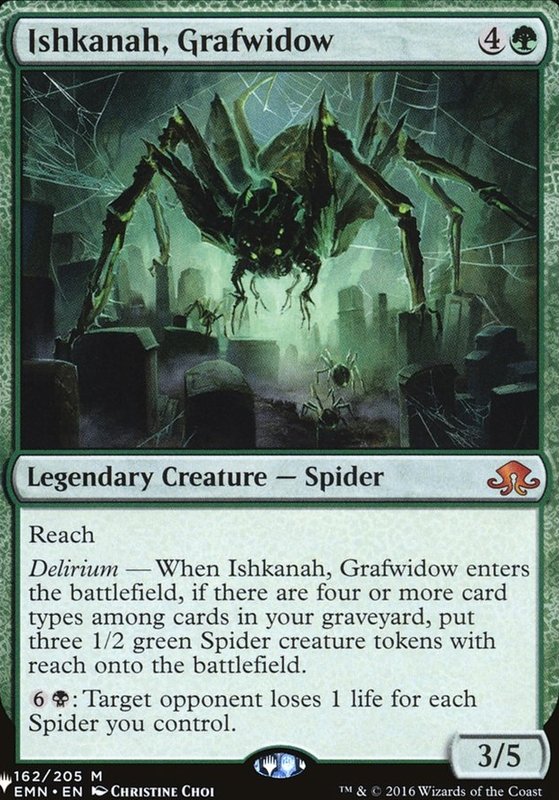 Ishkanah, Grafwidow 4
Legendary Creature — Spider
Reach
Delirium — When Ishkanah, Grafwidow enters
the battlefield, if there are four or more card
types among cards in your graveyard, put
three 1/2 green Spider creature tokens with
reach onto the battlefield.
6 : Target opponent loses 1 life for each
Spider you control.
3/5
162/205 M
EMN • EN Christine Choi
™ & © 2016 Wizards of the Coast